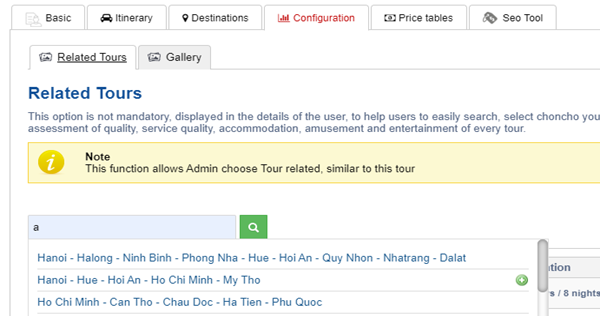 Basic Itinerary Destinations Configuration Price tables Seo Tool
Related Tours Gallery
Related Tours
This option is not mandatory, displayed in the details of the user, to help users to easily search, select choncho you
assessment of quality, service quality, accommodation, amusement and entertainment of every tour.
Note
This function allows Admin choose Tour related, similar to this tour
a
Hanoi - Halong - Ninh Binh - Phong Nha - Hue - Hoi An - Quy Nhon - Nhatrang - Dalat
Hanoi - Hue - Hoi An - Ho Chi Minh - My Tho
Ho Chi Minh - Can Tho - Chau Doc - Ha Tien - Phu Quoc
/ 8 nights